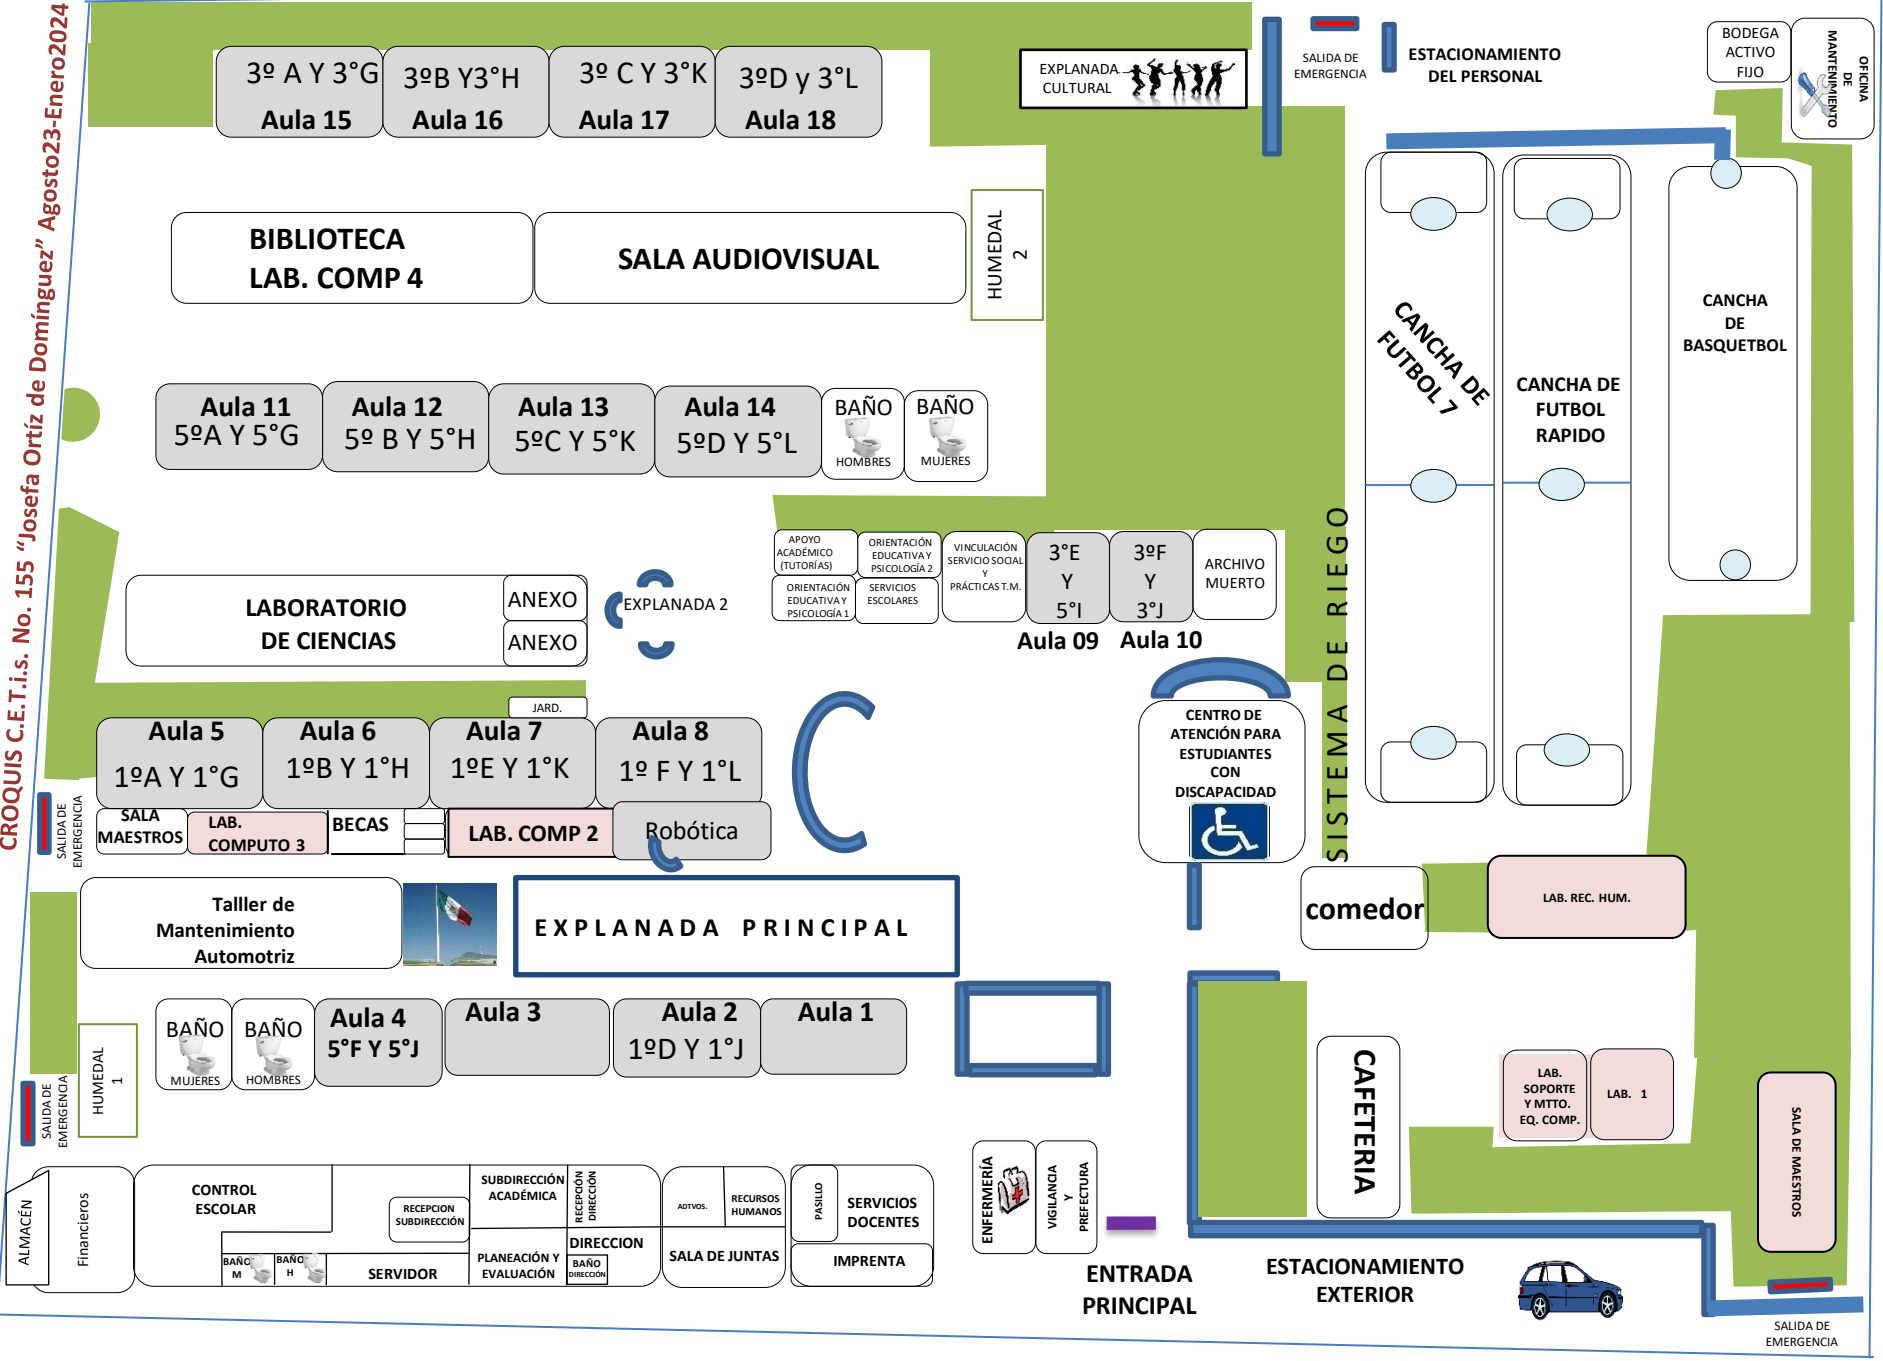 CROQUIS C.E.T.i.s. No. 155 “Josefa Ortíz de Domínguez” Agosto23-Enero2024
3º A Y 3°G
Aula 15
3ºB Y3°H
Aula 16
3º C Y 3°K
Aula 17
3ºD y 3°L
Aula 18
EXPLANADA
CULTURAL
SALIDA DE
EMERGENCIA
ESTACIONAMIENTO
DEL PERSONAL
BODEGA
ACTIVO
FIJO
OFICINA
DE
MANTENIMIENTO
BIBLIOTECA
LAB. COMP 4
SALA AUDIOVISUAL
HUMEDAL
2
CANCHA DE
FUTBOL 7
CANCHA DE
FUTBOL
RAPIDO
CANCHA
DE
BASQUETBOL
Aula 11
5ºA Y 5°G
Aula 12
5º B Y 5°H
Aula 13
5ºC Y 5°K
Aula 14
5ºD Y 5°L
BAÑO
HOMBRES
BAÑO
MUJERES
SISTEMA DE RIEGO
LABORATORIO
DE CIENCIAS
ANEXO
ANEXO
EXPLANADA 2
APOYO
ACADÉMICO
(TUTORÍAS)
ORIENTACIÓN
EDUCATIVA Y
PSICOLOGÍA 2
ORIENTACIÓN
EDUCATIVA Y
PSICOLOGÍA 1
SERVICIOS
ESCOLARES
VINCULACIÓN
SERVICIO SOCIAL
Y
PRÁCTICAS T.M.
3°E
Y
5°I
Aula 09
3ºF
Y
3°J
Aula 10
ARCHIVO
MUERTO
JARD.
Aula 5
1ºA Y 1°G
Aula 6
1ºB Y 1°H
Aula 7
1ºE Y 1°K
Aula 8
1º F Y 1°L
CENTRO DE
ATENCIÓN PARA
ESTUDIANTES
CON
DISCAPACIDAD
SALIDA DE
EMERGENCIA
SALA
MAESTROS
LAB.
COMPUTO 3
BECAS
LAB. COMP 2
Robótica
Talller de
Mantenimiento
Automotriz
EXPLANADA PRINCIPAL
comedor
LAB. REC. HUM.
BAÑO
MUJERES
BAÑO
HOMBRES
Aula 4
5°F Y 5°J
Aula 3
Aula 2
1ºD Y 1°J
Aula 1
HUMEDAL
1
SALIDA DE
EMERGENCIA
CAFETERIA
LAB.
SOPORTE
Y MTTO.
EQ. COMP.
LAB. 1
SALA DE MAESTROS
ALMACÉN
Financieros
CONTROL
ESCOLAR
RECEPCION
SUBDIRECCIÓN
SUBDIRECCIÓN
ACADÉMICA
RECEPCIÓN
DIRECCIÓN
BAÑO
M
BAÑO
H
SERVIDOR
PLANEACIÓN Y
EVALUACIÓN
DIRECCION
BAÑO
DIRECCIÓN
ADTVOS.
RECURSOS
HUMANOS
SALA DE JUNTAS
PASILLO
SERVICIOS
DOCENTES
IMPRENTA
ENFERMERÍA
VIGILANCIA
Y
PREFECTURA
ENTRADA
PRINCIPAL
ESTACIONAMIENTO
EXTERIOR
SALIDA DE
EMERGENCIA